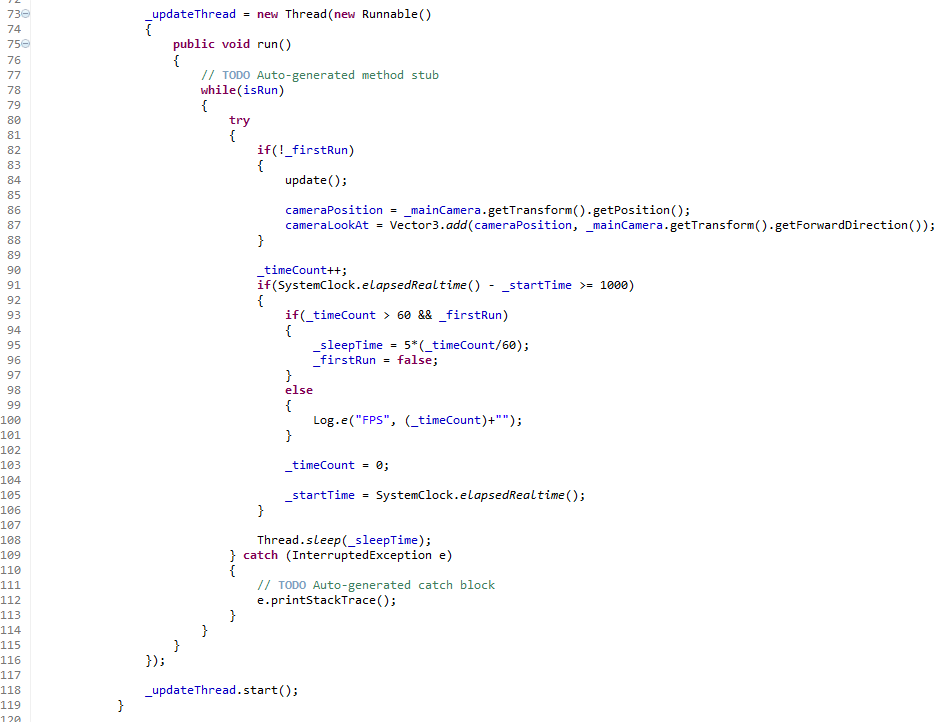 73 _updateThread = new Thread(new Runnable()
74 {
75 public void run()
76 {
77 // TODO Auto-generated method stub
78 while(isRun)
79 {
80 try
81 {
82 if(!_firstRun)
83 {
84 update();
85
86 cameraPosition = _mainCamera.getTransform().getPosition();
87 cameraLookAt = Vector3.add(cameraPosition, _mainCamera.getTransform().getForwardDirection());
88 }
89
90 _timeCount++;
91 if(SystemClock.elapsedRealtime() - _startTime >= 1000)
92 {
93 if(_timeCount > 60 && _firstRun)
94 {
95 _sleepTime = 5*(_timeCount/60);
96 _firstRun = false;
97 }
98 else
99 {
100 Log.e("FPS", (_timeCount)+"");
101 }
102
103 _timeCount = 0;
104
105 _startTime = SystemClock.elapsedRealtime();
106 }
107
108 Thread.sleep(_sleepTime);
109 } catch (InterruptedException e)
110 {
111 // TODO Auto-generated catch block
112 e.printStackTrace();
113 }
114 }
115 }
116 });
117
118 _updateThread.start();
119 }
120